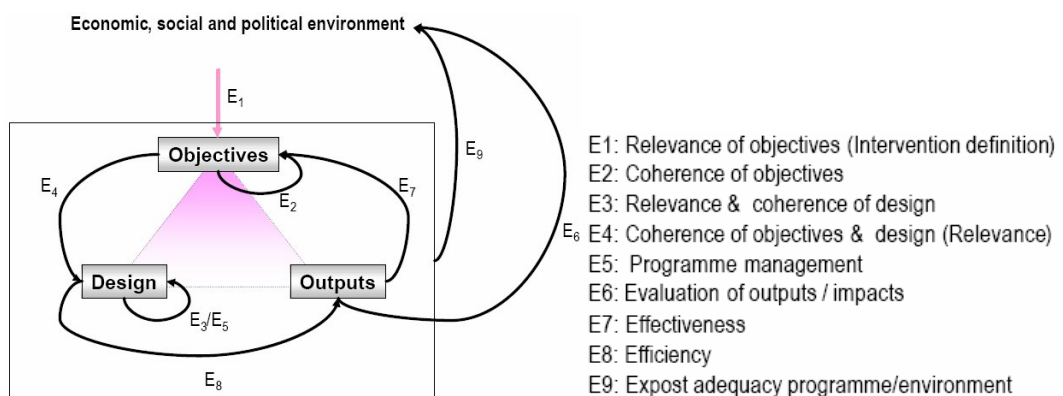 Economic, social and political environment
E1
Objectives
E9
E4
E2
E7
E6
Design
Outputs
E3/E5
E8
E1: Relevance of objectives (Intervention definition)
E2: Coherence of objectives
E3: Relevance & coherence of design
E4: Coherence of objectives & design (Relevance)
E5: Programme management
E6: Evaluation of outputs / impacts
E7: Effectiveness
E8: Efficiency
E9: Expost adequacy programme/environment